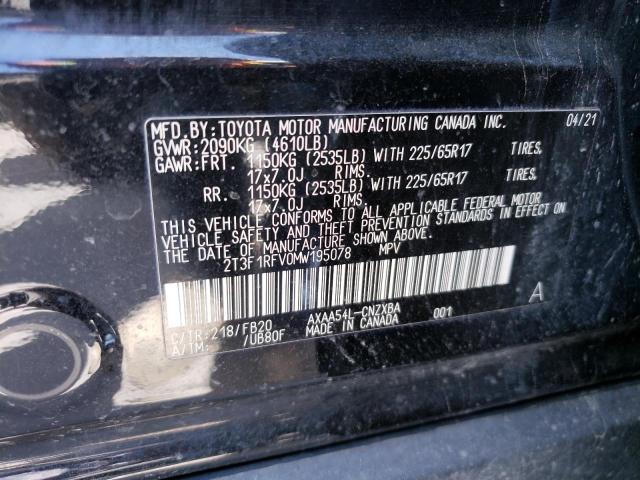 MFD.BY:TOYOTA MOTOR MANUFACTURING CANADA INC. 04/21
GVWR:2090KG (4610LB)
GAWR:FRT. 1150KG (2535LB) WITH 225/65R17 TIRES,
17x7.0J RIMS.
RR. 1150KG (2535LB) WITH 225/65R17 TIRES,
17x7.0J RIMS.
THIS VEHICLE CONFORMS TO ALL APPLICABLE FEDERAL MOTOR
VEHICLE SAFETY AND THEFT PREVENTION STANDARDS IN EFFECT ON
THE DATE OF MANUFACTURE SHOWN ABOVE.
2T3F1RFV0MW195078 MPV
C/TR:218/FB20 AXAA54L-CNZXBA 001 A
A/TM: /UB80F MADE IN CANADA